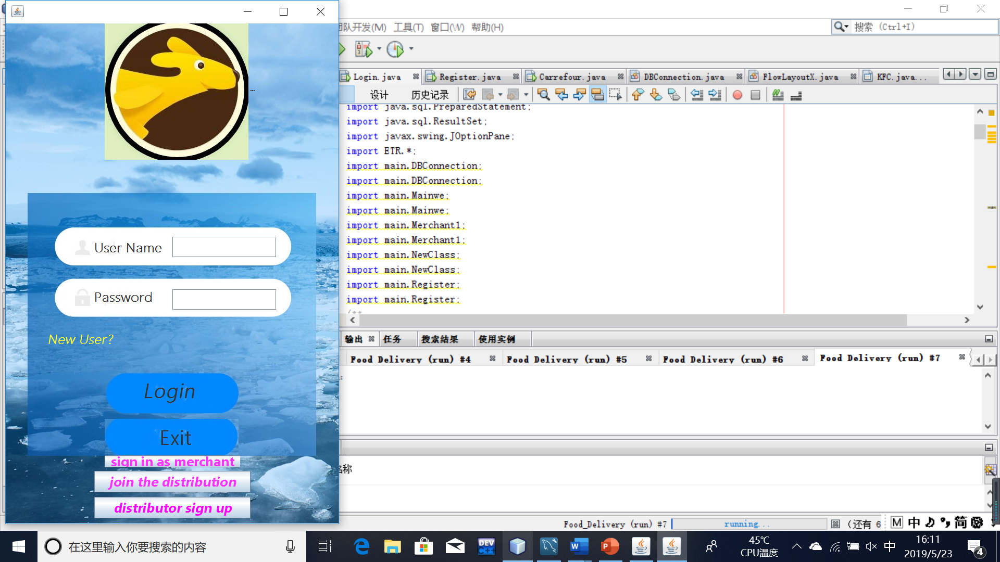 ...
User Name
Password
New User?
Login
Exit
sign in as merchant
join the distribution
distributor sign up
团队开发(M) 工具(T) 窗口(W) 帮助(H)
搜索 (Ctrl+I)
Login.java Register.java Carrefour.java DBConnection.java FlowLayoutX.java KFC.java...
设计 历史记录
import java.sql.PreparedStatement;
import java.sql.ResultSet;
import javax.swing.JOptionPane;
import ETR.*;
import main.DBConnection;
import main.DBConnection;
import main.Mainwe;
import main.Mainwe;
import main.Merchant1;
import main.Merchant1;
import main.NewClass;
import main.NewClass;
import main.Register;
import main.Register;
/**
输出 任务 搜索结果 使用实例
Food Delivery (run) #4 Food Delivery (run) #5 Food Delivery (run) #6 Food Delivery (run) #7
:
名称
Food_Delivery (run) #7 running... (还有 6
M 中 简
在这里输入你要搜索的内容
DEV C++
W
P
45℃
CPU温度
中
16:11
2019/5/23
4